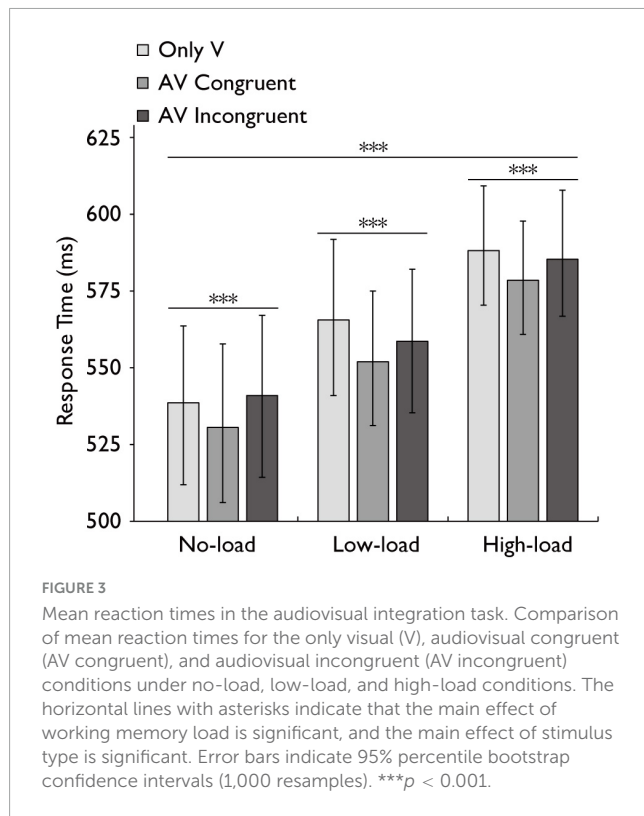 Only V
AV Congruent
AV Incongruent
Response Time (ms)
625
600
575
550
525
500
***
***
***
***
No-load Low-load High-load
FIGURE 3
Mean reaction times in the audiovisual integration task. Comparison
of mean reaction times for the only visual (V), audiovisual congruent
(AV congruent), and audiovisual incongruent (AV incongruent)
conditions under no-load, low-load, and high-load conditions. The
horizontal lines with asterisks indicate that the main effect of
working memory load is significant, and the main effect of stimulus
type is significant. Error bars indicate 95% percentile bootstrap
confidence intervals (1,000 resamples). ***p < 0.001.